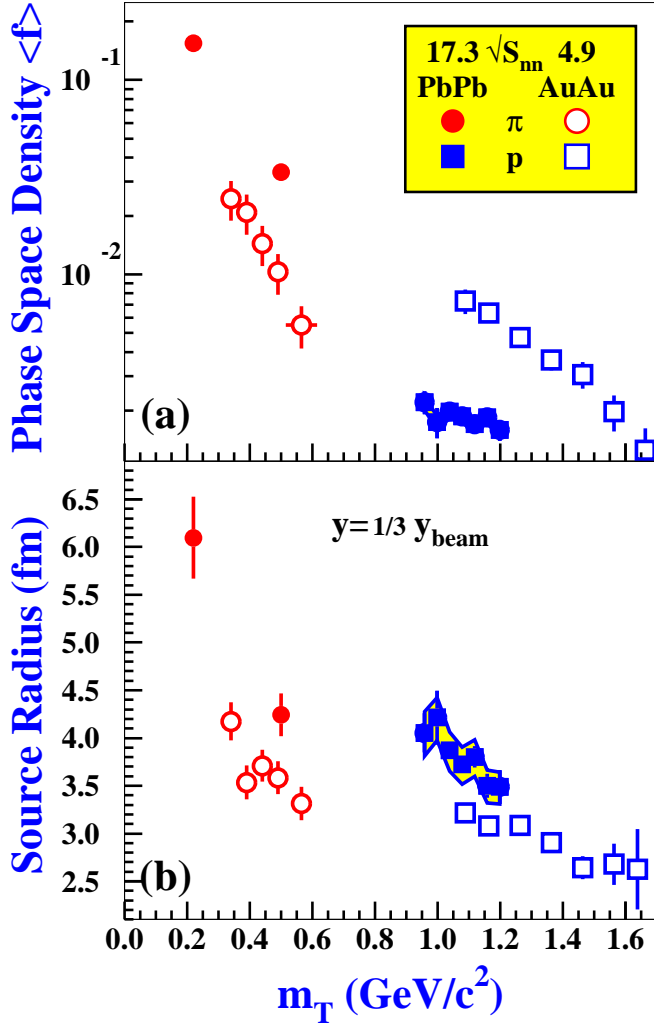 Phase Space Density <f>
10⁻¹
10⁻²
17.3 √Sₙₙ 4.9
PbPb AuAu
π
p
(a)
Source Radius (fm)
6.5
6.0
5.5
5.0
4.5
4.0
3.5
3.0
2.5
y=1/3 y_beam
(b)
0.0 0.2 0.4 0.6 0.8 1.0 1.2 1.4 1.6
m_T (GeV/c²)